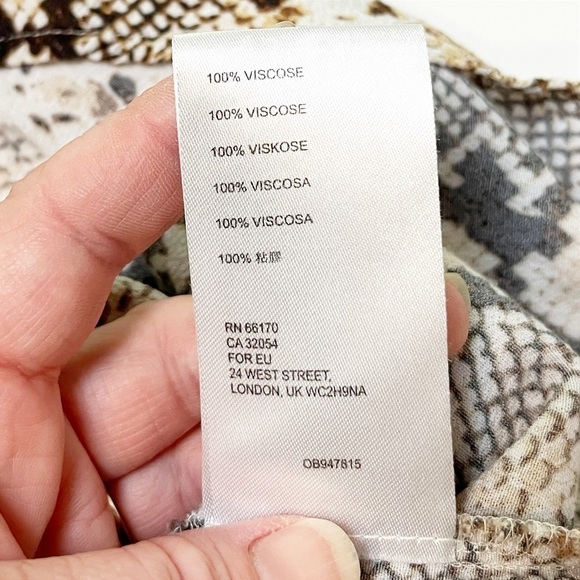 100% VISCOSE
100% VISCOSE
100% VISKOSE
100% VISCOSA
100% VISCOSA
100% 粘膠
RN 66170
CA 32054
FOR EU
24 WEST STREET,
LONDON, UK WC2H9NA
OB947815